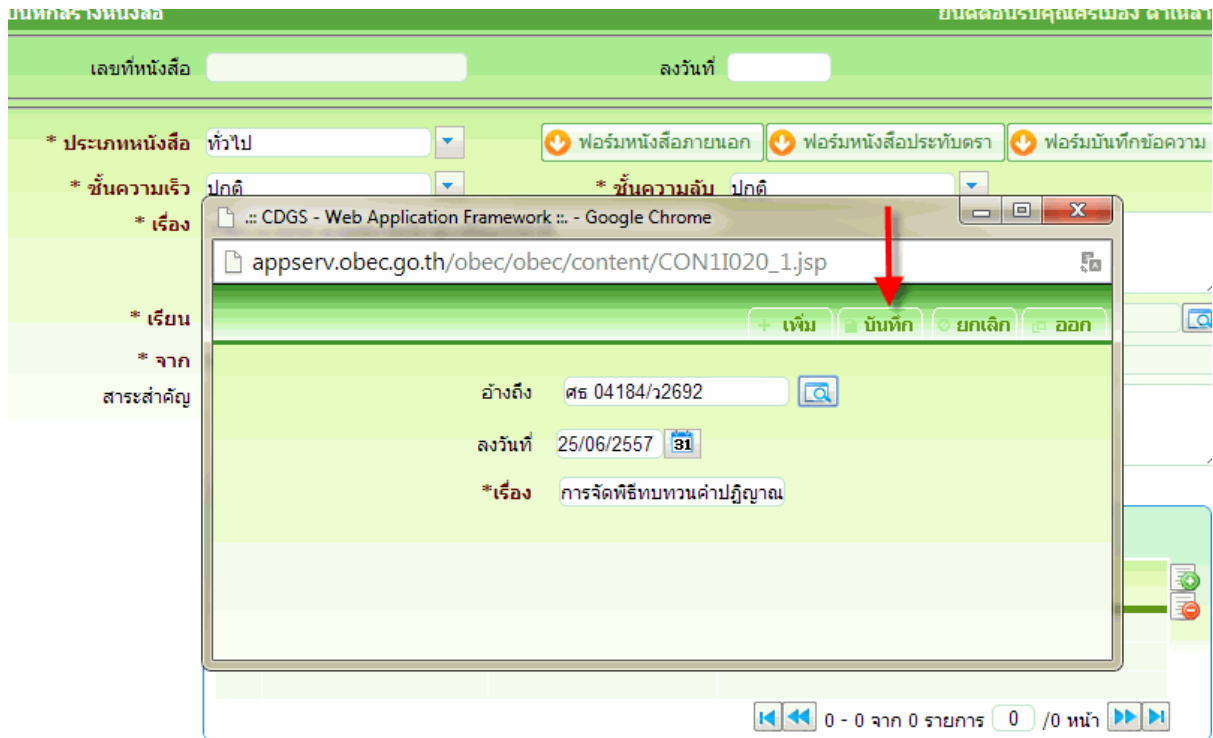 บันทึกสร้างหนังสือ
เลขที่หนังสือ ลงวันที่
* ประเภทหนังสือ ทั่วไป ฟอร์มหนังสือภายนอก ฟอร์มหนังสือประทับตรา ฟอร์มบันทึกข้อความ
* ชั้นความเร็ว ปกติ * ชั้นความลับ ปกติ
* เรื่อง
.:: CDGS - Web Application Framework ::. - Google Chrome
appserv.obec.go.th/obec/obec/content/CON1I020_1.jsp
* เรียน
เพิ่ม บันทึก ยกเลิก ออก
* จาก
สาระสำคัญ
อ้างถึง ศธ 04184/ว2692
ลงวันที่ 25/06/2557 31
*เรื่อง การจัดพิธีทบทวนคำปฏิญาณ
0 - 0 จาก 0 รายการ 0 /0 หน้า